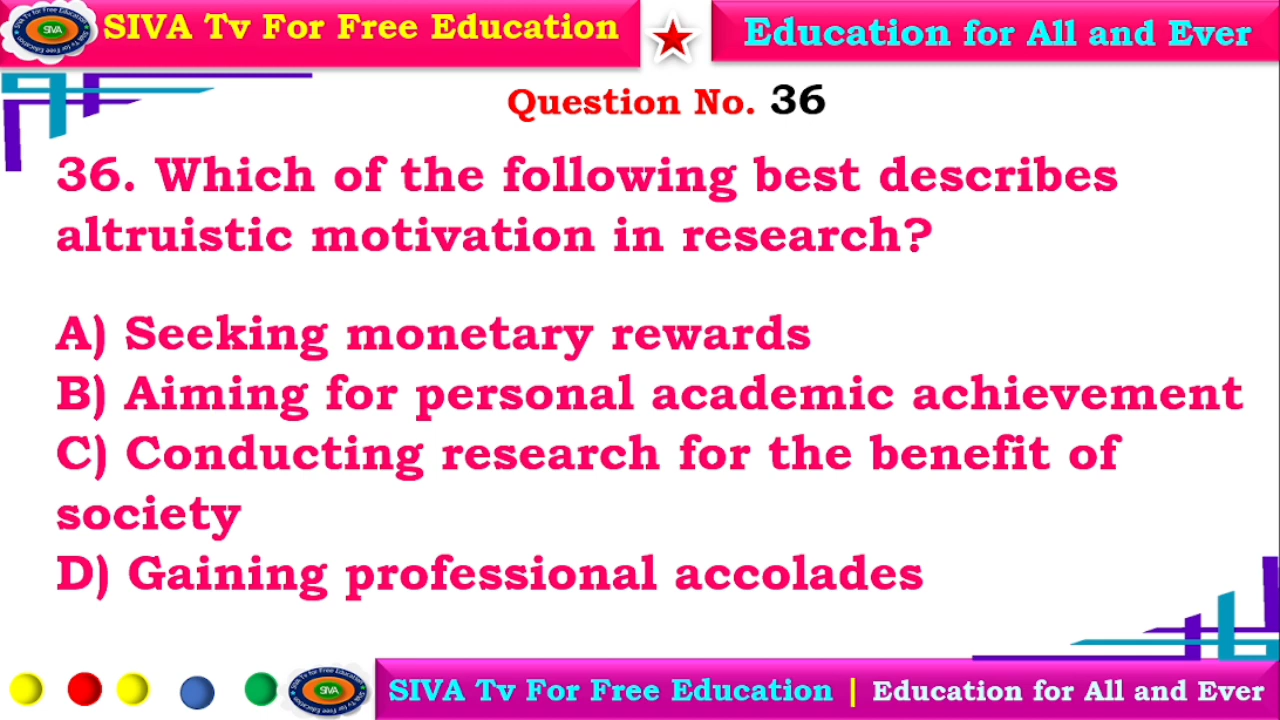 SIVA Tv For Free Education
Education for All and Ever
Question No. 36
36. Which of the following best describes
altruistic motivation in research?
A) Seeking monetary rewards
B) Aiming for personal academic achievement
C) Conducting research for the benefit of
society
D) Gaining professional accolades
SIVA Tv For Free Education | Education for All and Ever
SIVA
SIVA